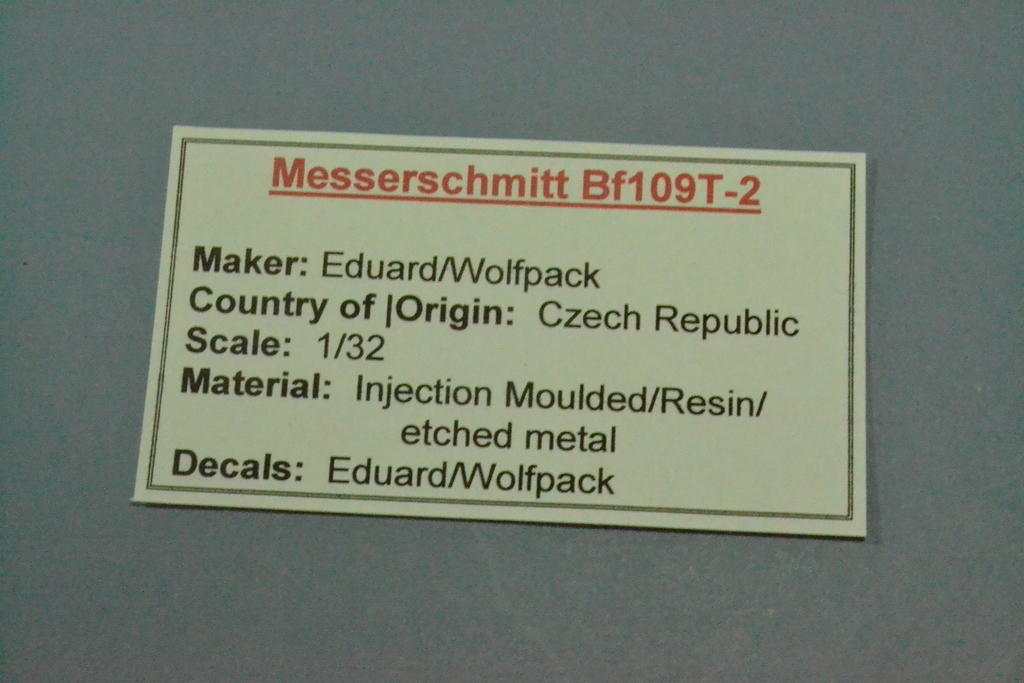 Messerschmitt Bf109T-2
Maker: Eduard/Wolfpack
Country of |Origin: Czech Republic
Scale: 1/32
Material: Injection Moulded/Resin/
etched metal
Decals: Eduard/Wolfpack